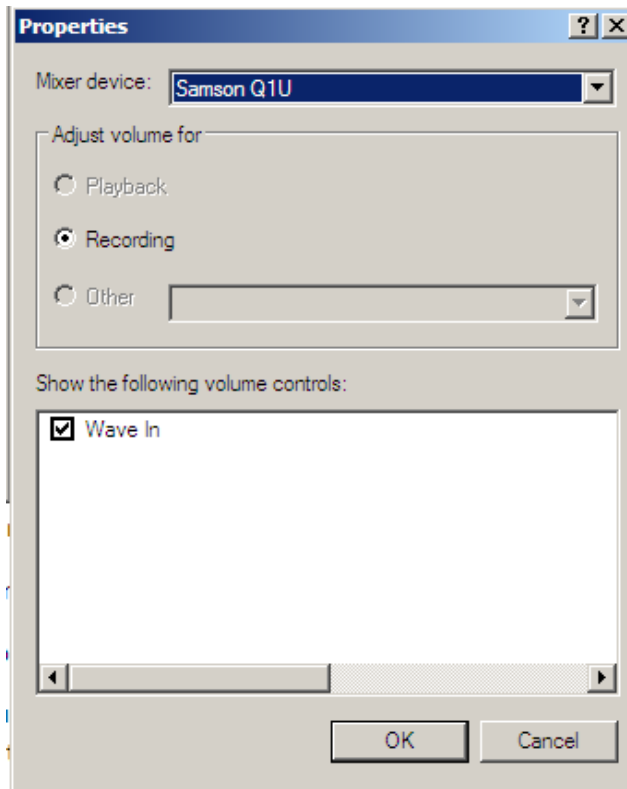 Properties
Mixer device: Samson Q1U
Adjust volume for
Playback
Recording
Other
Show the following volume controls:
Wave In
OK Cancel